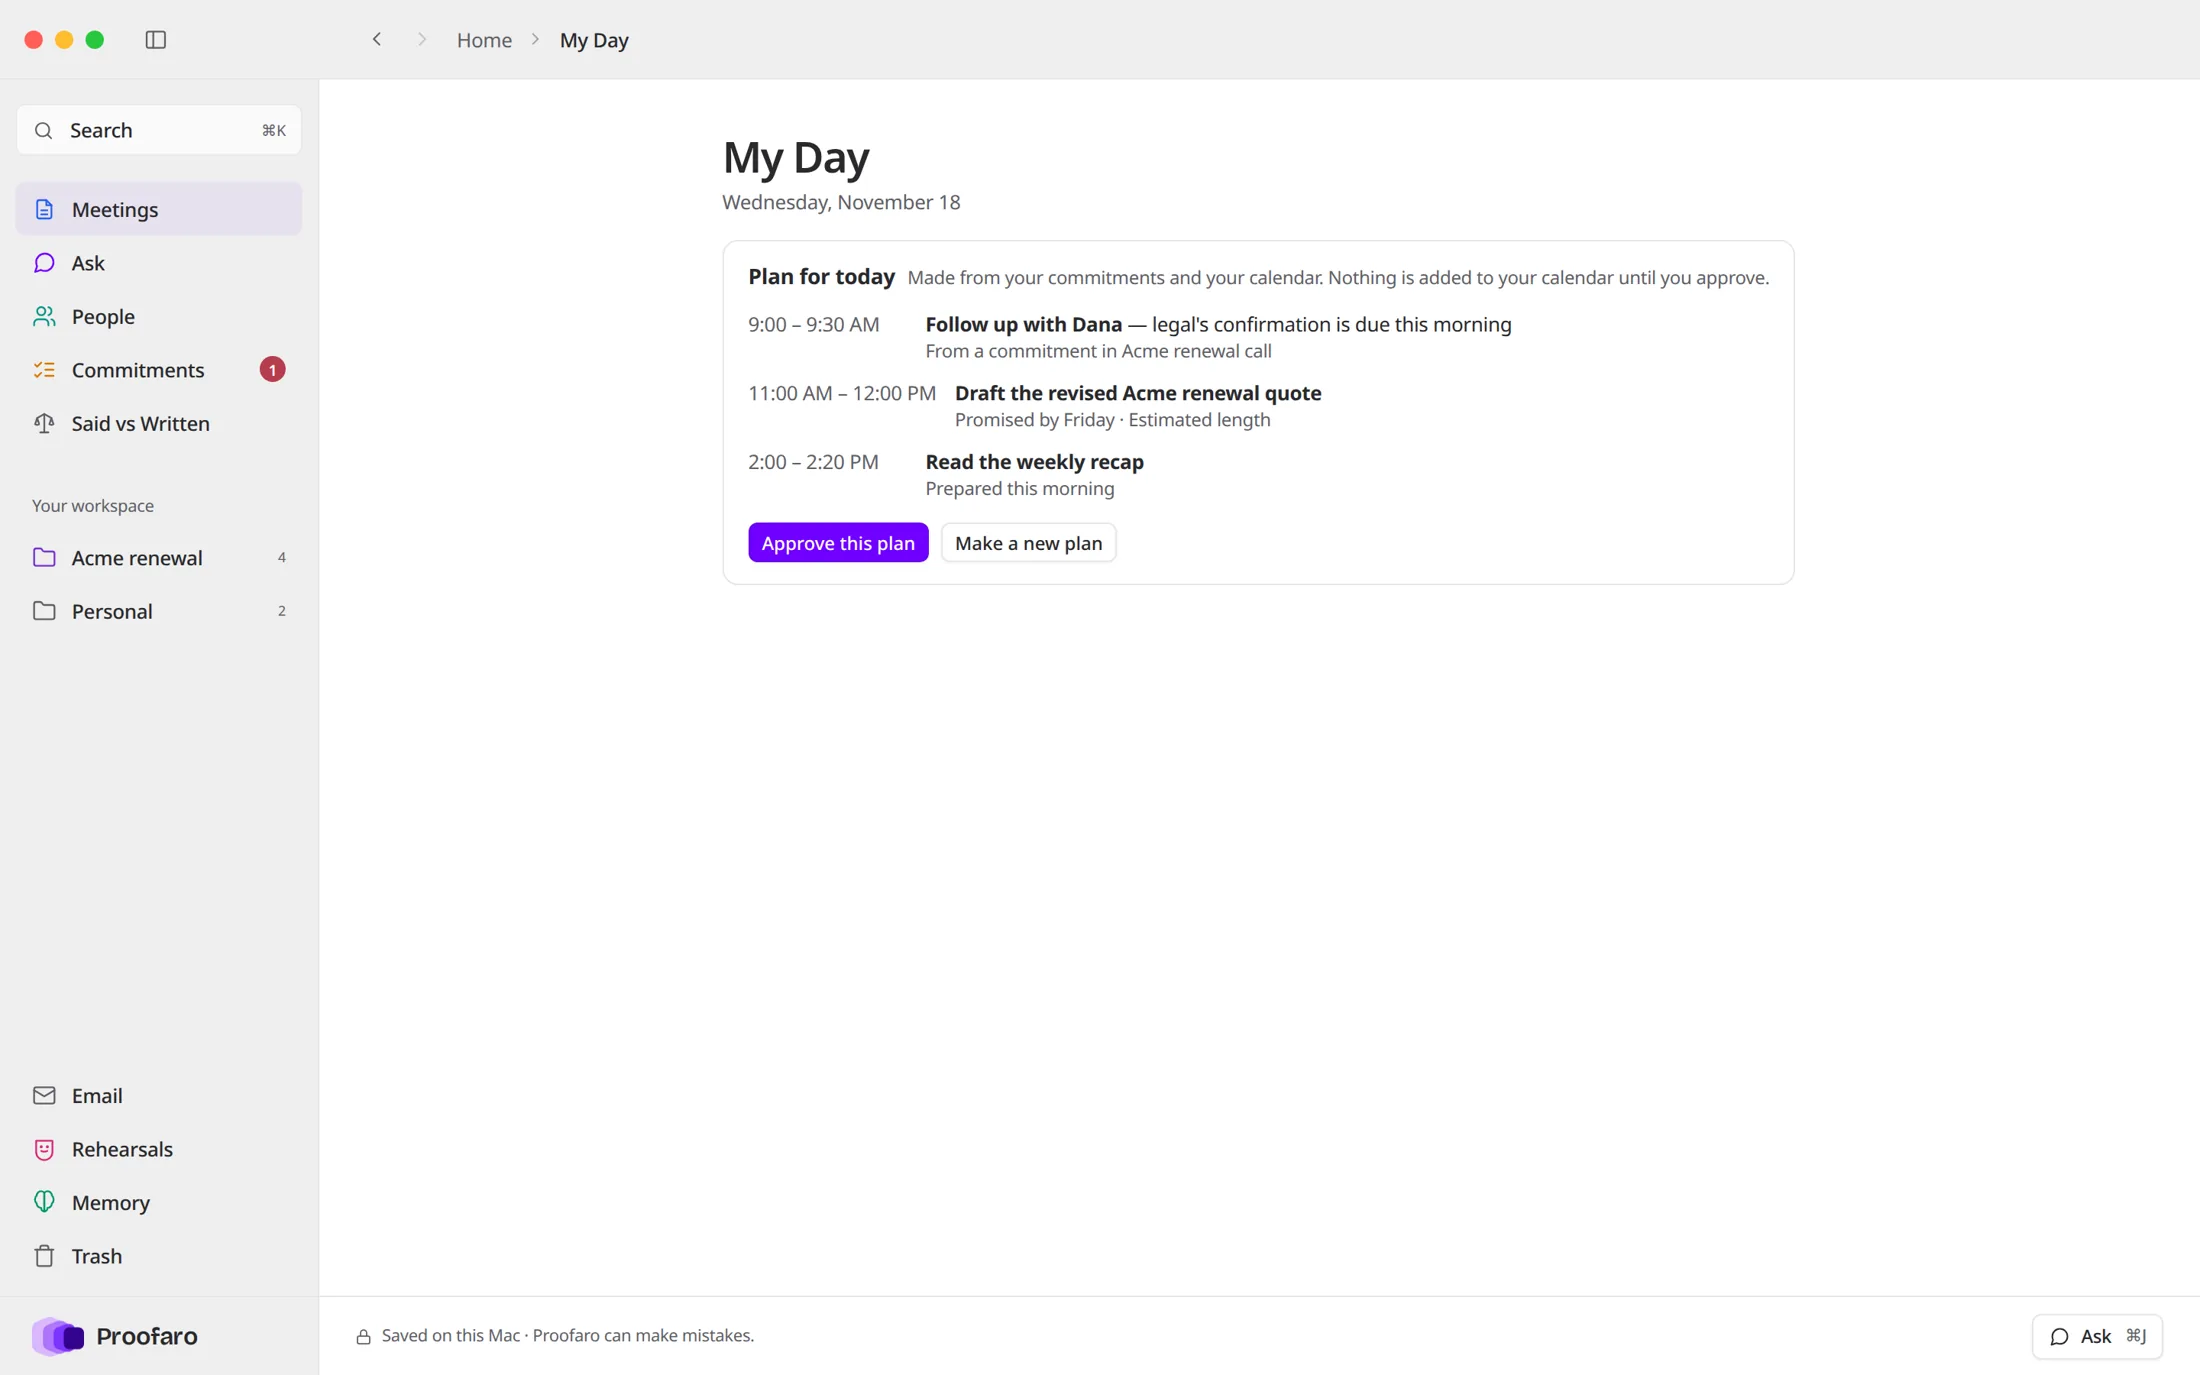 Home > My Day
Search ⌘K
Meetings
Ask
People
Commitments 1
Said vs Written
Your workspace
Acme renewal 4
Personal 2
Email
Rehearsals
Memory
Trash
Proofaro
My Day
Wednesday, November 18
Plan for today Made from your commitments and your calendar. Nothing is added to your calendar until you approve.
9:00 – 9:30 AM Follow up with Dana — legal's confirmation is due this morning
From a commitment in Acme renewal call
11:00 AM – 12:00 PM Draft the revised Acme renewal quote
Promised by Friday · Estimated length
2:00 – 2:20 PM Read the weekly recap
Prepared this morning
Approve this plan Make a new plan
Saved on this Mac · Proofaro can make mistakes.
Ask ⌘J